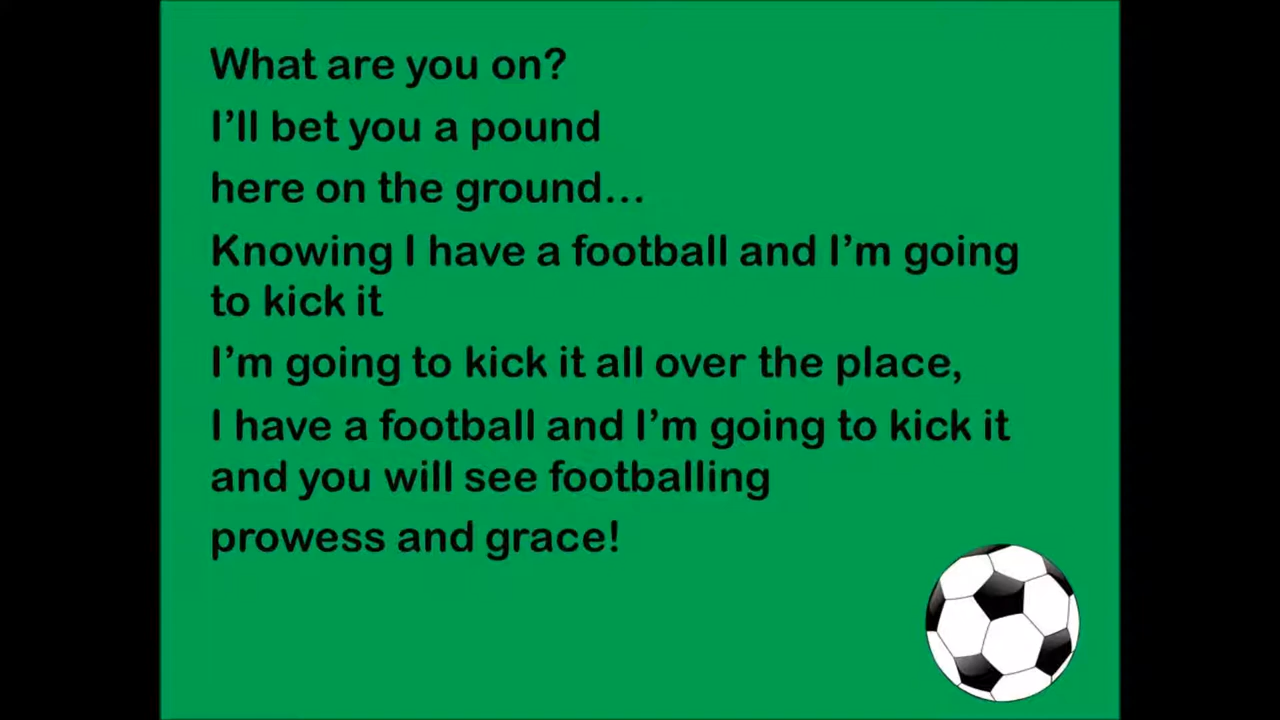 What are you on?
I’ll bet you a pound
here on the ground...
Knowing I have a football and I’m going
to kick it
I’m going to kick it all over the place,
I have a football and I’m going to kick it
and you will see footballing
prowess and grace!